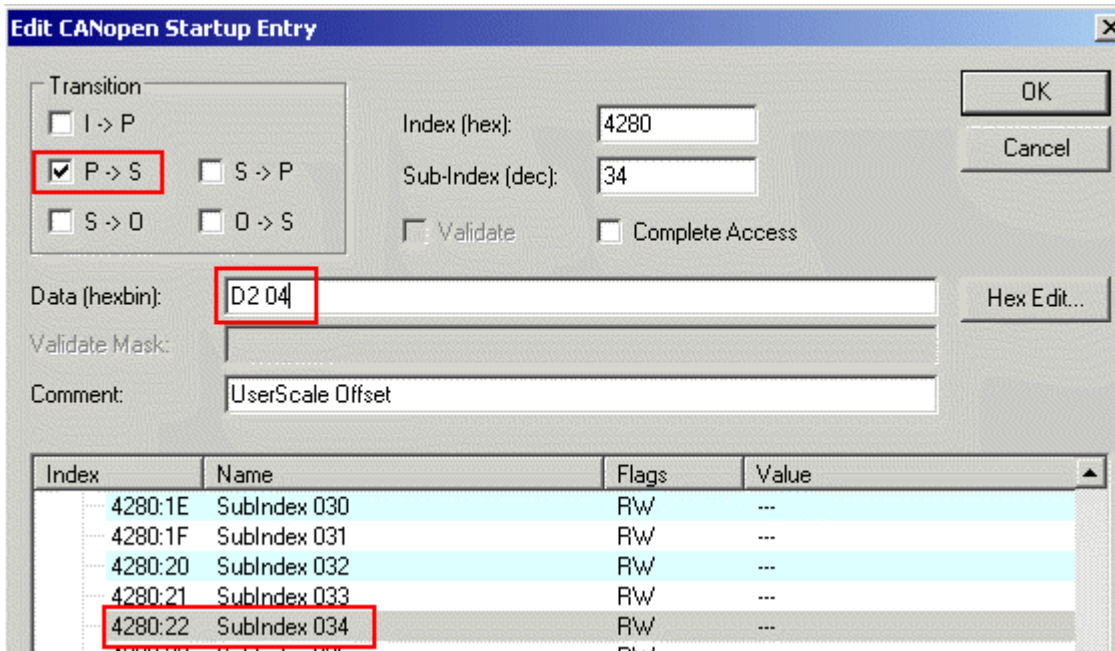 Edit CANopen Startup Entry
Transition
I -> P
P -> S
S -> P
S -> O
O -> S
Index (hex):
4280
Sub-Index (dec):
34
Validate
Complete Access
OK
Cancel
Data (hexbin):
D2 04
Hex Edit...
Validate Mask:
Comment:
UserScale Offset
Index Name Flags Value
4280:1E SubIndex 030 RW ---
4280:1F SubIndex 031 RW ---
4280:20 SubIndex 032 RW ---
4280:21 SubIndex 033 RW ---
4280:22 SubIndex 034 RW ---